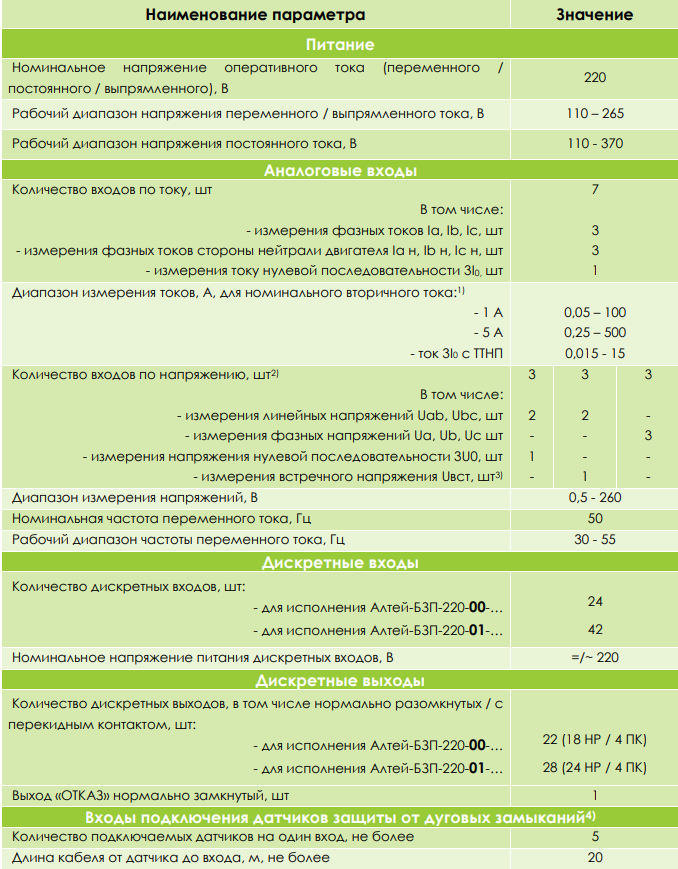 Наименование параметра Значение
Питание
Номинальное напряжение оперативного тока (переменного /
постоянного / выпрямленного), В 220
Рабочий диапазон напряжения переменного / выпрямленного тока, В 110 – 265
Рабочий диапазон напряжения постоянного тока, В 110 - 370
Аналоговые входы
Количество входов по току, шт 7
В том числе:
- измерения фазных токов Ia, Ib, Ic, шт 3
- измерения фазных токов стороны нейтрали двигателя Ia н, Ib н, Ic н, шт 3
- измерения току нулевой последовательности 3I0, шт 1
Диапазон измерения токов, А, для номинального вторичного тока:1)
- 1 А 0,05 – 100
- 5 А 0,25 – 500
- ток 3I0 с ТТНП 0,015 - 15
Количество входов по напряжению, шт2) 3 3 3
В том числе:
- измерения линейных напряжений Uab, Ubc, шт 2 2 -
- измерения фазных напряжений Ua, Ub, Uc шт - - 3
- измерения напряжения нулевой последовательности 3U0, шт 1 - -
- измерения встречного напряжения Uвст, шт3) - 1 -
Диапазон измерения напряжений, В 0,5 - 260
Номинальная частота переменного тока, Гц 50
Рабочий диапазон частоты переменного тока, Гц 30 - 55
Дискретные входы
Количество дискретных входов, шт:
- для исполнения Алтей-БЗП-220-00-… 24
- для исполнения Алтей-БЗП-220-01-… 42
Номинальное напряжение питания дискретных входов, В =/~ 220
Дискретные выходы
Количество дискретных выходов, в том числе нормально разомкнутых / с
перекидным контактом, шт:
- для исполнения Алтей-БЗП-220-00-… 22 (18 НР / 4 ПК)
- для исполнения Алтей-БЗП-220-01-… 28 (24 НР / 4 ПК)
Выход «ОТКАЗ» нормально замкнутый, шт 1
Входы подключения датчиков защиты от дуговых замыканий4)
Количество подключаемых датчиков на один вход, не более 5
Длина кабеля от датчика до входа, м, не более 20